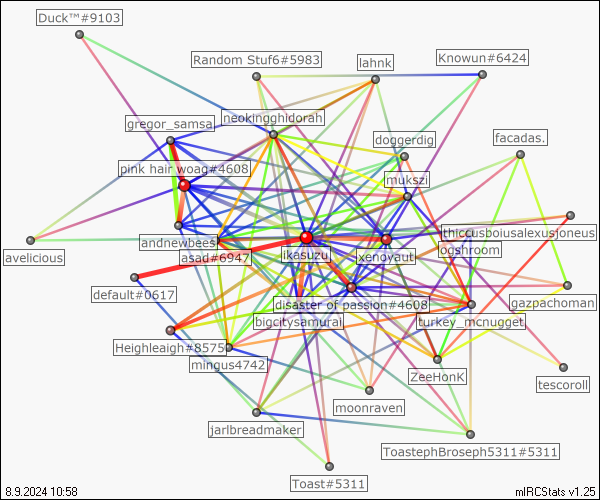 Duck™#9103
Random Stuf6#5983
lahnk
Knowun#6424
gregor_samsa
neokingghidorah
doggerdig
facadas.
pink hair woag#4608
mukszi
thiccusboiusalexusjoneus
andnewbees
asad#6947
ikasuzu
xenoyaut
ogshroom
avelicious
default#0617
disaster of passion#4608
gazpachoman
bigcitysamurai
turkey_mcnugget
Heighleaigh#8575
mingus4742
ZeeHonK
tescoroll
moonraven
jarlbreadmaker
ToastephBroseph5311#5311
Toast#5311
8.9.2024 10:58
mIRCStats v1.25